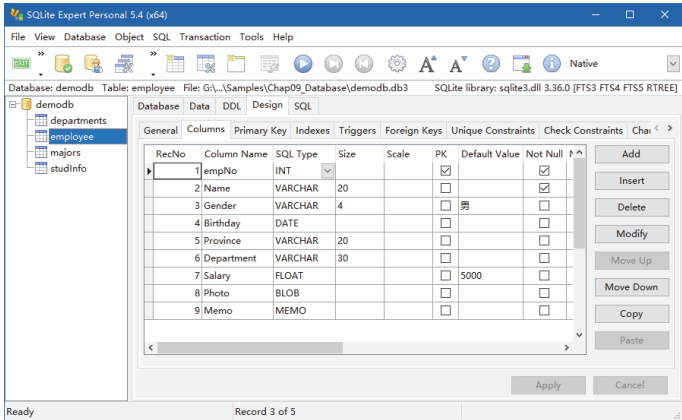 SQLite Expert Personal 5.4 (x64)
File View Database Object SQL Transaction Tools Help
EXIT Native
Database: demodb Table: employee File: G:\...\Samples\Chap09_Database\demodb.db3 SQLite library: sqlite3.dll 3.36.0 [FTS3 FTS4 FTS5 RTREE]
demodb
departments
employee
majors
studInfo
Database Data DDL Design SQL
General Columns Primary Key Indexes Triggers Foreign Keys Unique Constraints Check Constraints
RecNo Column Name SQL Type Size Scale PK Default Value Not Null
1 empNo INT
2 Name VARCHAR 20
3 Gender VARCHAR 4 男
4 Birthday DATE
5 Province VARCHAR 20
6 Department VARCHAR 30
7 Salary FLOAT 5000
8 Photo BLOB
9 Memo MEMO
Add
Insert
Delete
Modify
Move Up
Move Down
Copy
Paste
Apply Cancel
Ready Record 3 of 5